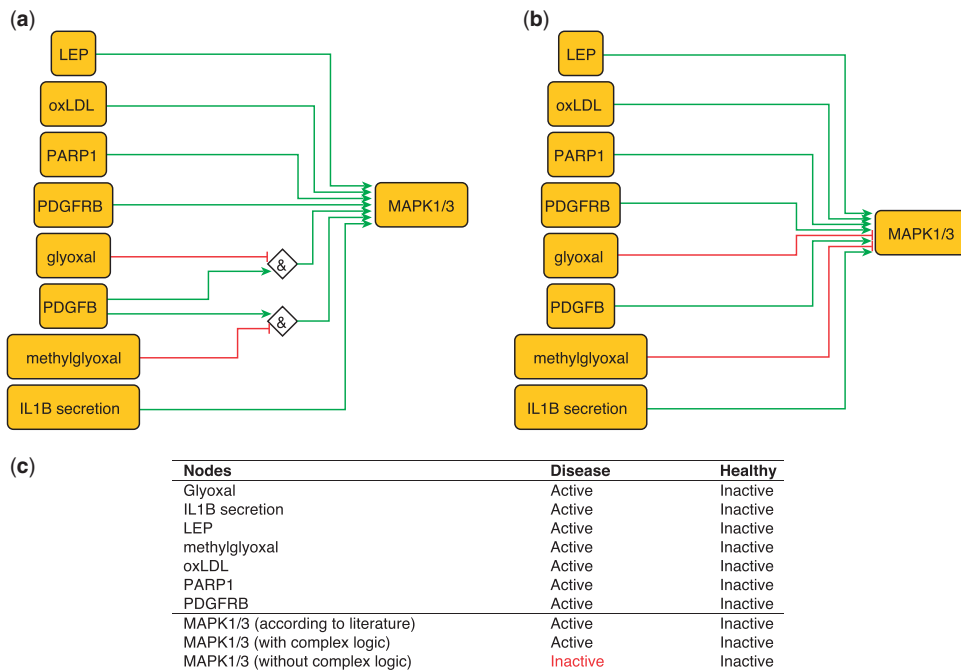 (a)
LEP
oxLDL
PARP1
PDGFRB
MAPK1/3
glyoxal
&
PDGFB
&
methylglyoxal
IL1B secretion
(b)
LEP
oxLDL
PARP1
PDGFRB
MAPK1/3
glyoxal
PDGFB
methylglyoxal
IL1B secretion
(c)
Nodes Disease Healthy
Glyoxal Active Inactive
IL1B secretion Active Inactive
LEP Active Inactive
methylglyoxal Active Inactive
oxLDL Active Inactive
PARP1 Active Inactive
PDGFRB Active Inactive
MAPK1/3 (according to literature) Active Inactive
MAPK1/3 (with complex logic) Active Inactive
MAPK1/3 (without complex logic) Inactive Inactive